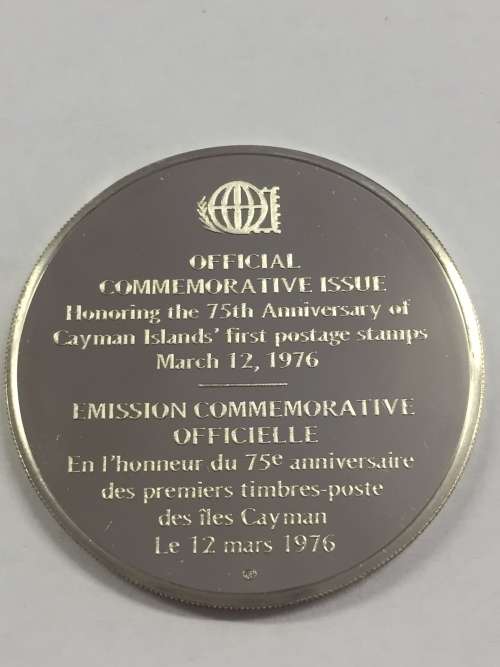 OFFICIAL
COMMEMORATIVE ISSUE
Honoring the 75th Anniversary of
Cayman Islands' first postage stamps
March 12, 1976
EMISSION COMMEMORATIVE
OFFICIELLE
En l'honneur du 75e anniversaire
des premiers timbres-poste
des îles Cayman
Le 12 mars 1976